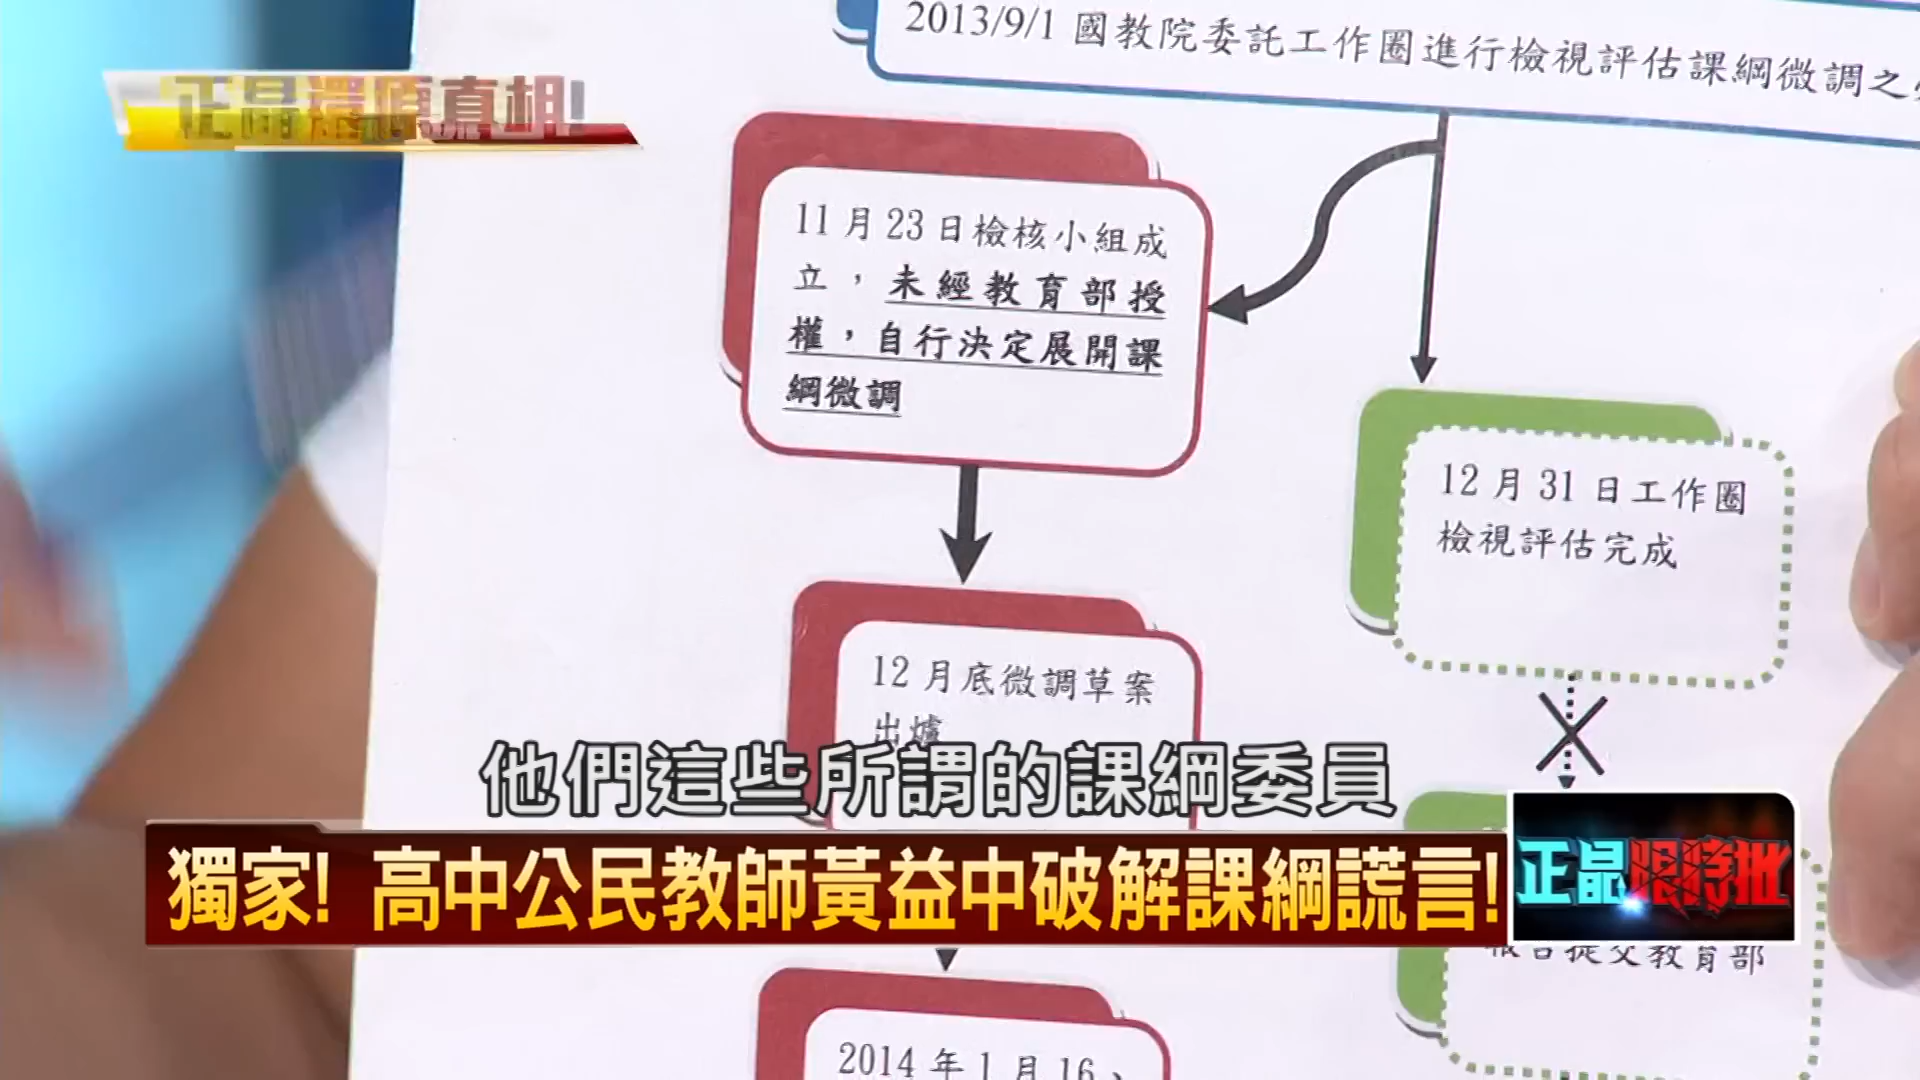 2013/9/1 國教院委託工作圈進行檢視評估課綱微調之
正晶還原真相!
11月23日檢核小組成
立，未經教育部授
權，自行決定展開課
綱微調
12月31日工作圈
檢視評估完成
12月底微調草案
出爐
他們這些所謂的課綱委員
獨家! 高中公民教師黃益中破解課綱謊言!
正晶限時批
報告提交教育部
2014年1月16、